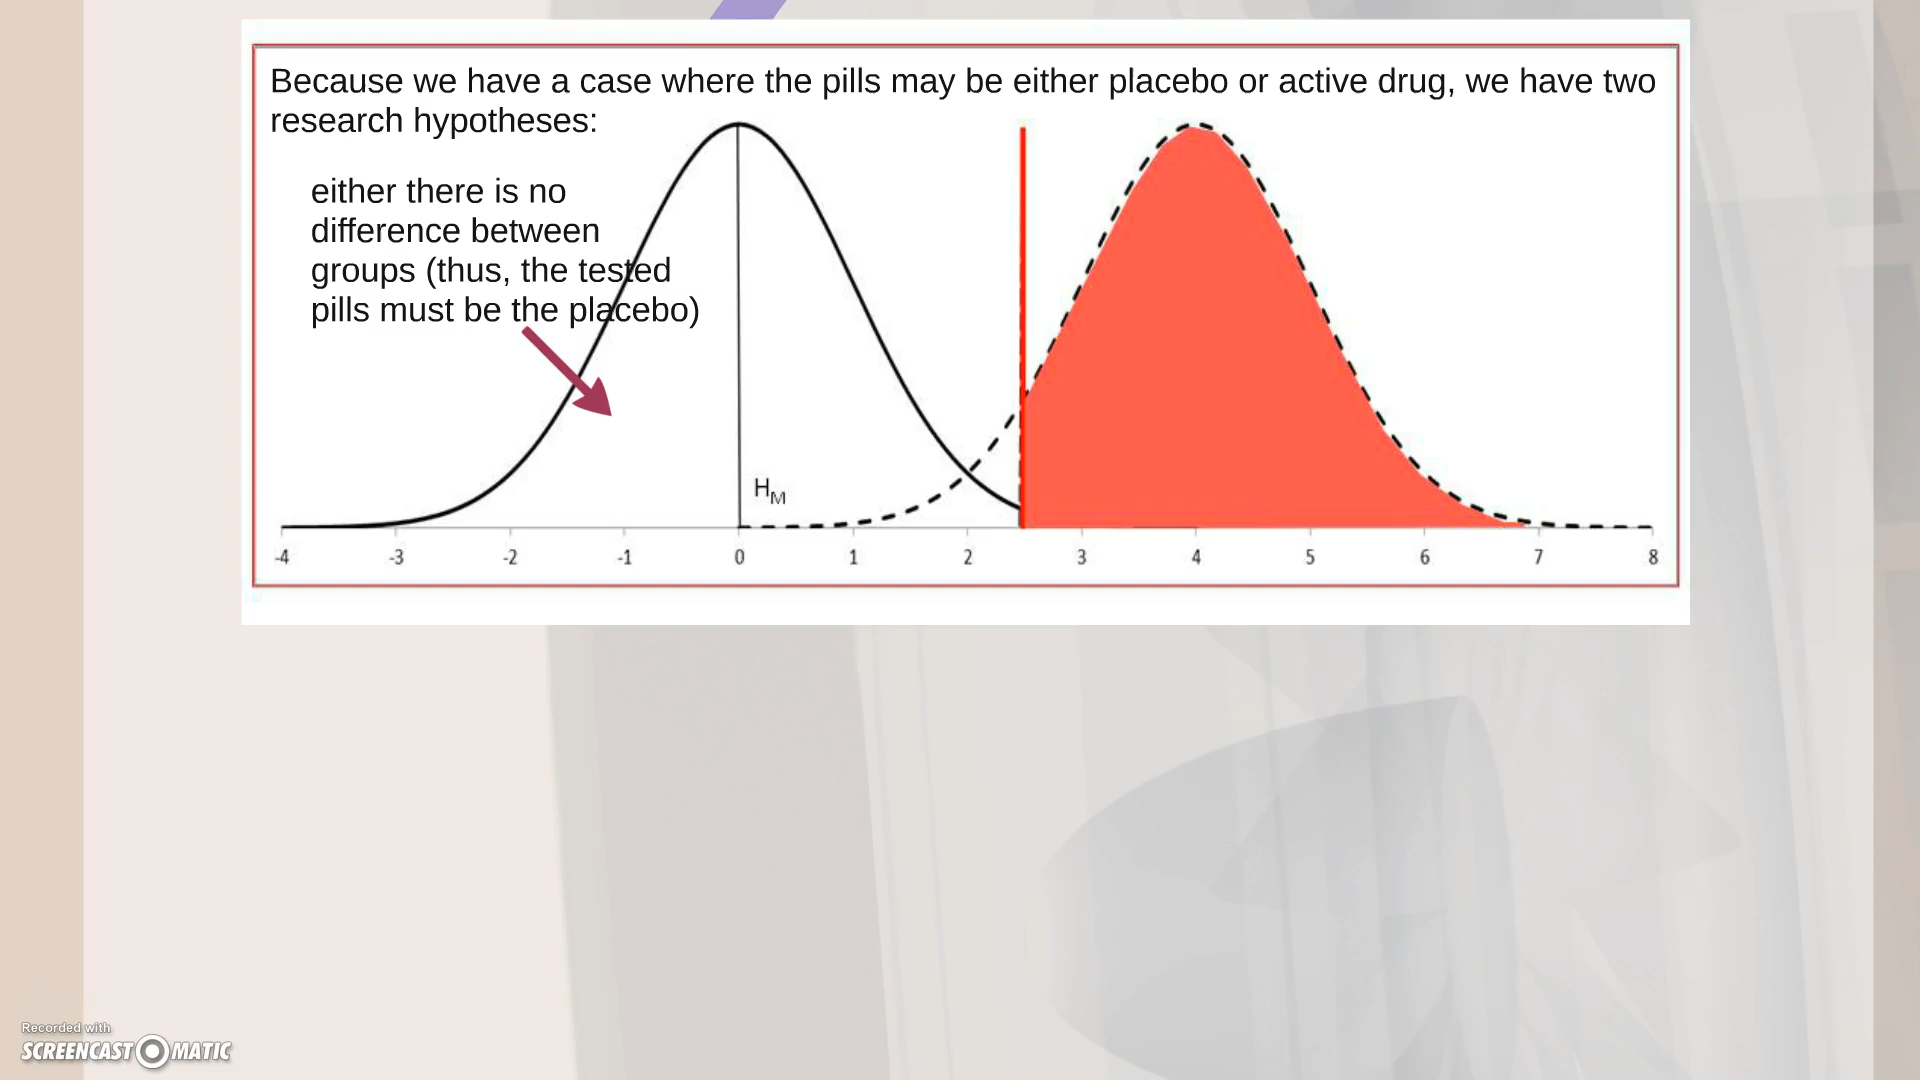 Because we have a case where the pills may be either placebo or active drug, we have two
research hypotheses:
either there is no
difference between
groups (thus, the tested
pills must be the placebo)
HM
-4 -3 -2 -1 0 1 2 3 4 5 6 7 8
Recorded with
SCREENCAST MATIC